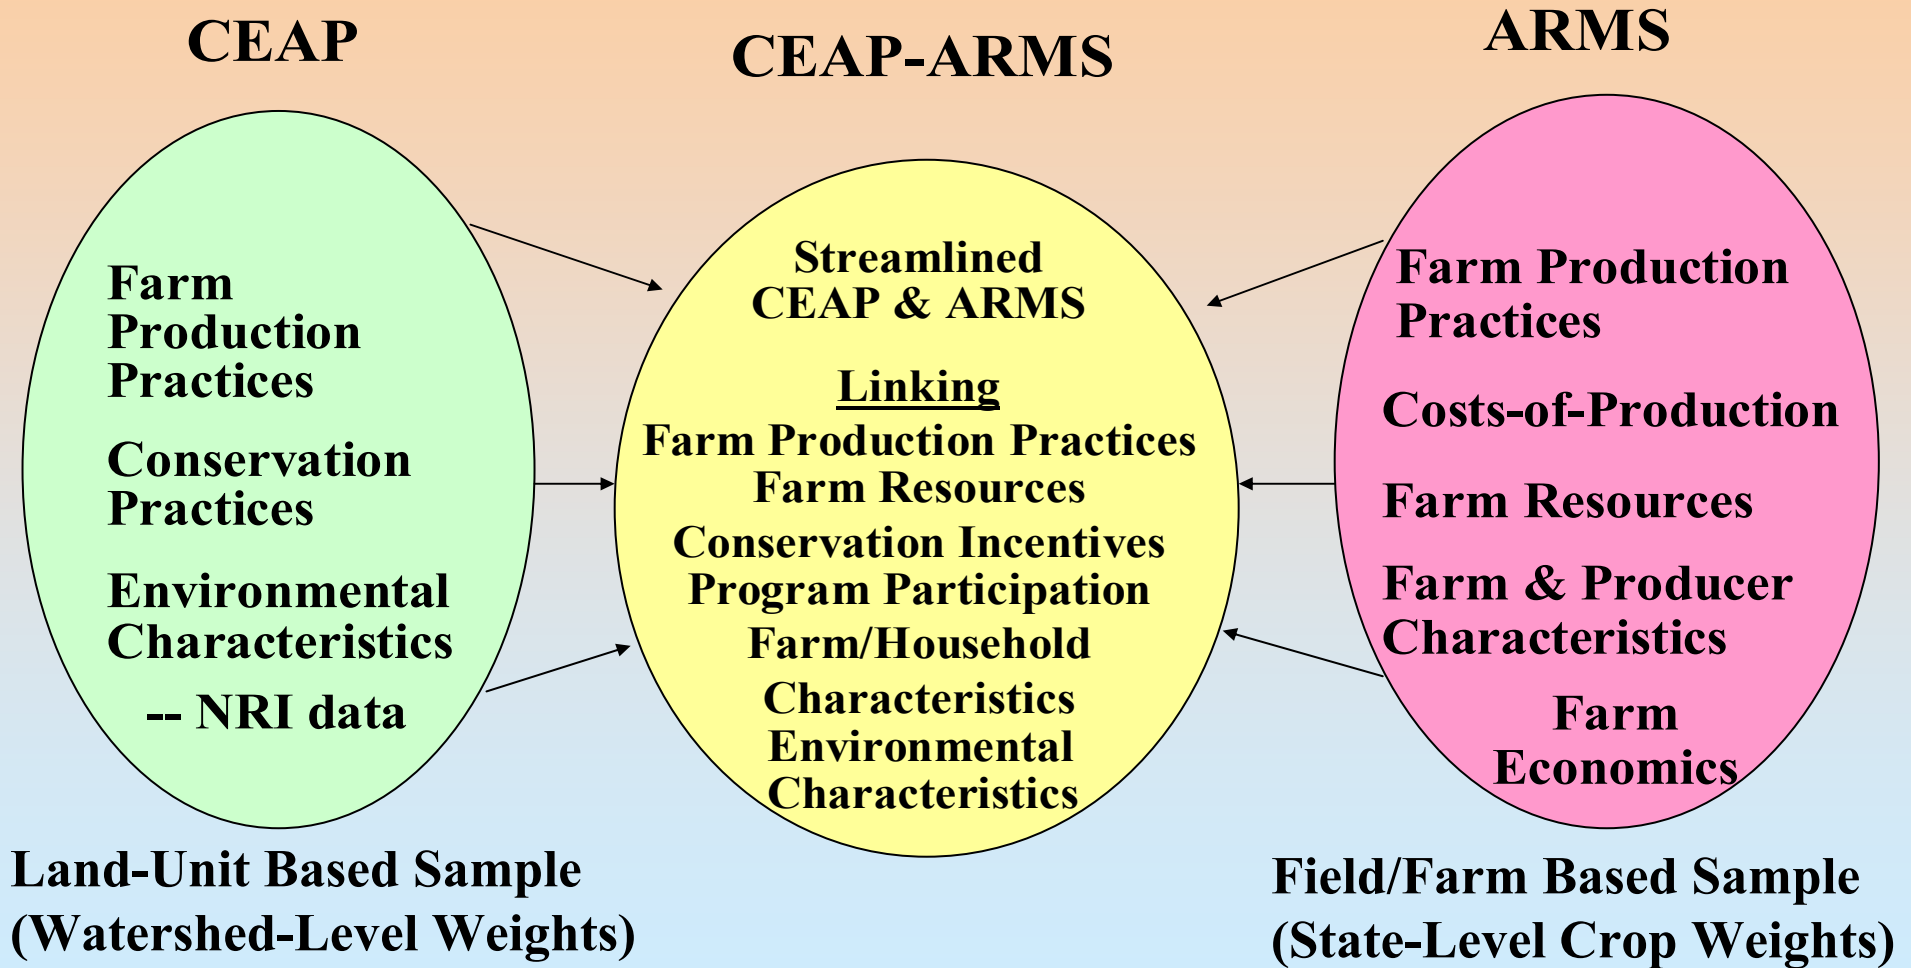 CEAP
CEAP-ARMS
ARMS
Farm
Production
Practices
Conservation
Practices
Environmental
Characteristics
-- NRI data
Land-Unit Based Sample
(Watershed-Level Weights)
Streamlined
CEAP & ARMS
Linking
Farm Production Practices
Farm Resources
Conservation Incentives
Program Participation
Farm/Household
Characteristics
Environmental
Characteristics
Farm Production
Practices
Costs-of-Production
Farm Resources
Farm & Producer
Characteristics
Farm
Economics
Field/Farm Based Sample
(State-Level Crop Weights)